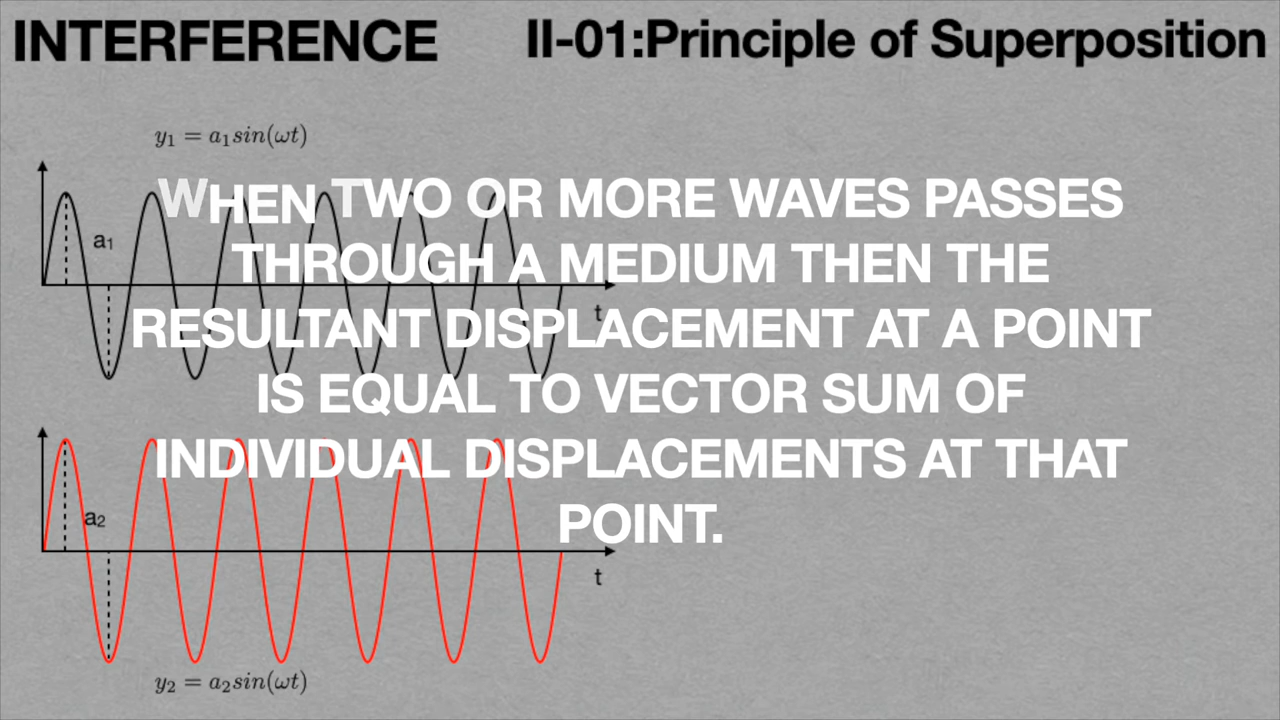 INTERFERENCE
II-01:Principle of Superposition
y₁ = a₁sin(ωt)
WHEN TWO OR MORE WAVES PASSES
THROUGH A MEDIUM THEN THE
RESULTANT DISPLACEMENT AT A POINT
IS EQUAL TO VECTOR SUM OF
INDIVIDUAL DISPLACEMENTS AT THAT
POINT.
a₁
t
a₂
t
y₂ = a₂sin(ωt)